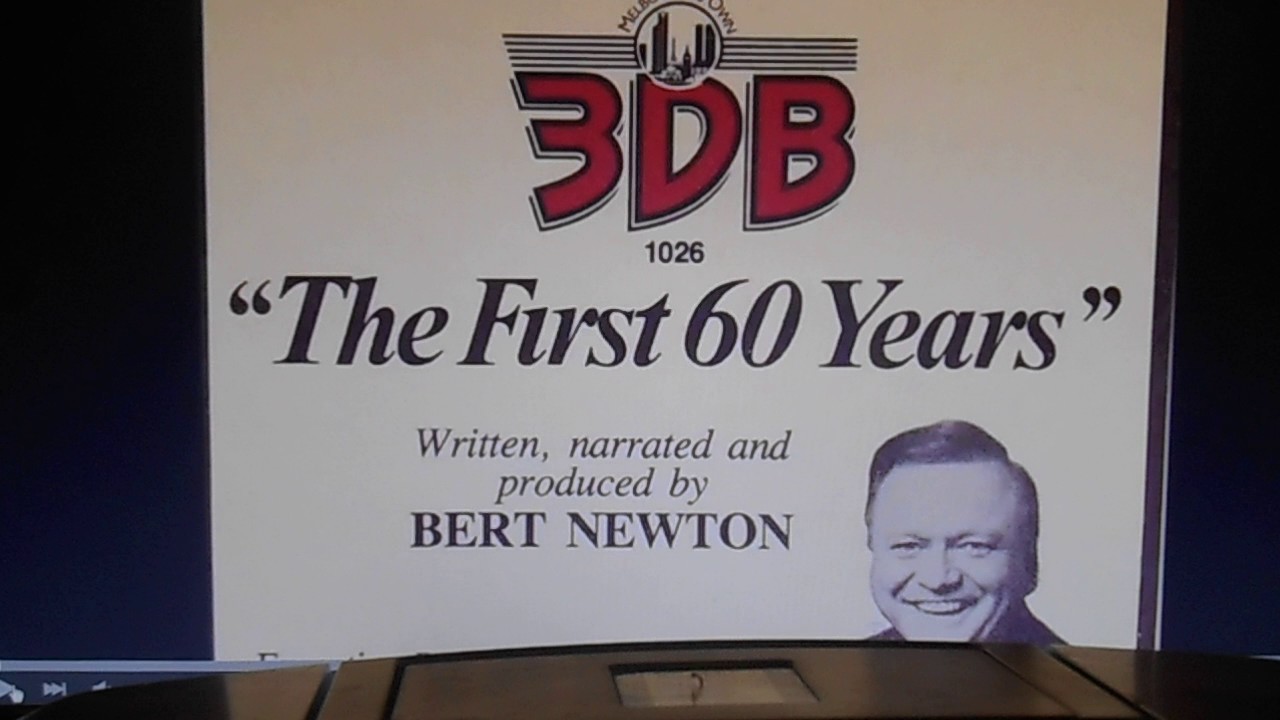 3DB
1026
“The First 60 Years”
Written, narrated and
produced by
BERT NEWTON